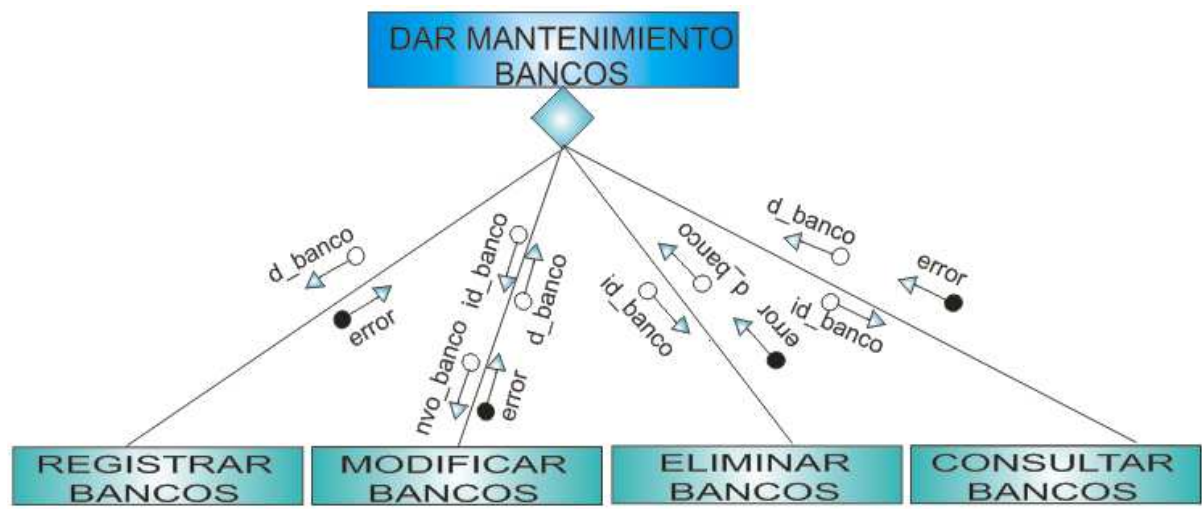 DAR MANTENIMIENTO
BANCOS
d_banco
error
id_banco
d_banco
nvo_banco
error
d_banco
id_banco
error
d_banco
error
id_banco
REGISTRAR
BANCOS
MODIFICAR
BANCOS
ELIMINAR
BANCOS
CONSULTAR
BANCOS